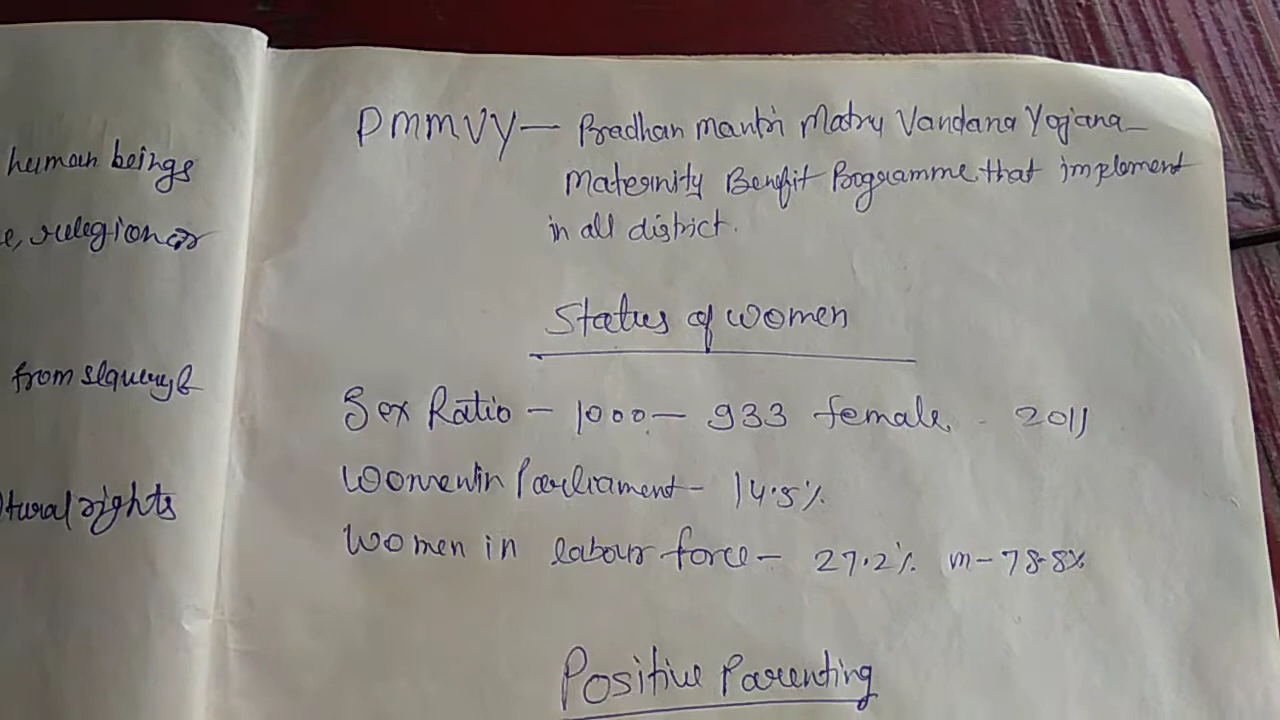 human beings
e, religion or
from slavery &
tural rights
PMMVY — Pradhan mantri Matru Vandana Yojana -
Maternity Benefit Programme that implement
in all district.
Status of women
Sex Ratio - 1000 - 933 female - 2011
Women in Parliament - 14.5%
Women in labour force - 27.2% m - 78.8%
Positive Parenting